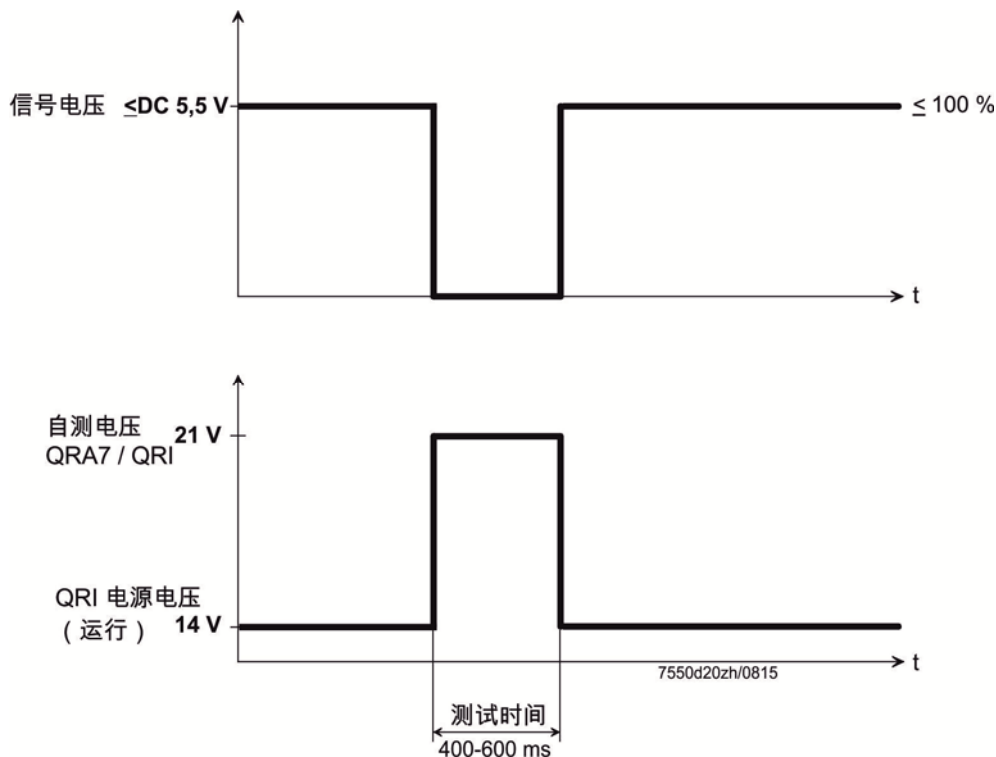 信号电压 ≤DC 5,5 V
≤ 100 %
t
自测电压
QRA7 / QRI
21 V
QRI 电源电压
( 运行 )
14 V
t
7550d20zh/0815
测试时间
400-600 ms